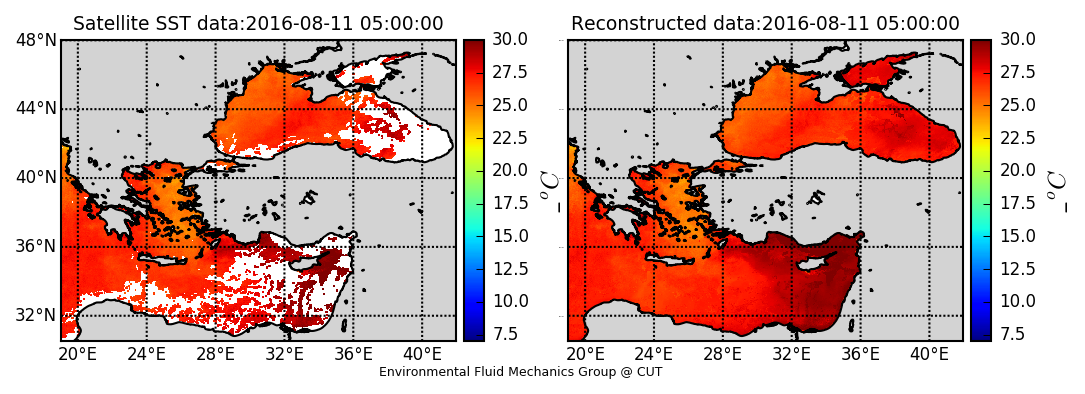 Satellite SST data:2016-08-11 05:00:00
48°N
44°N
40°N
36°N
32°N
20°E 24°E 28°E 32°E 36°E 40°E
30.0
27.5
25.0
22.5
20.0
17.5
15.0
12.5
10.0
7.5
_ °C
Reconstructed data:2016-08-11 05:00:00
20°E 24°E 28°E 32°E 36°E 40°E
30.0
27.5
25.0
22.5
20.0
17.5
15.0
12.5
10.0
7.5
_ °C
Environmental Fluid Mechanics Group @ CUT